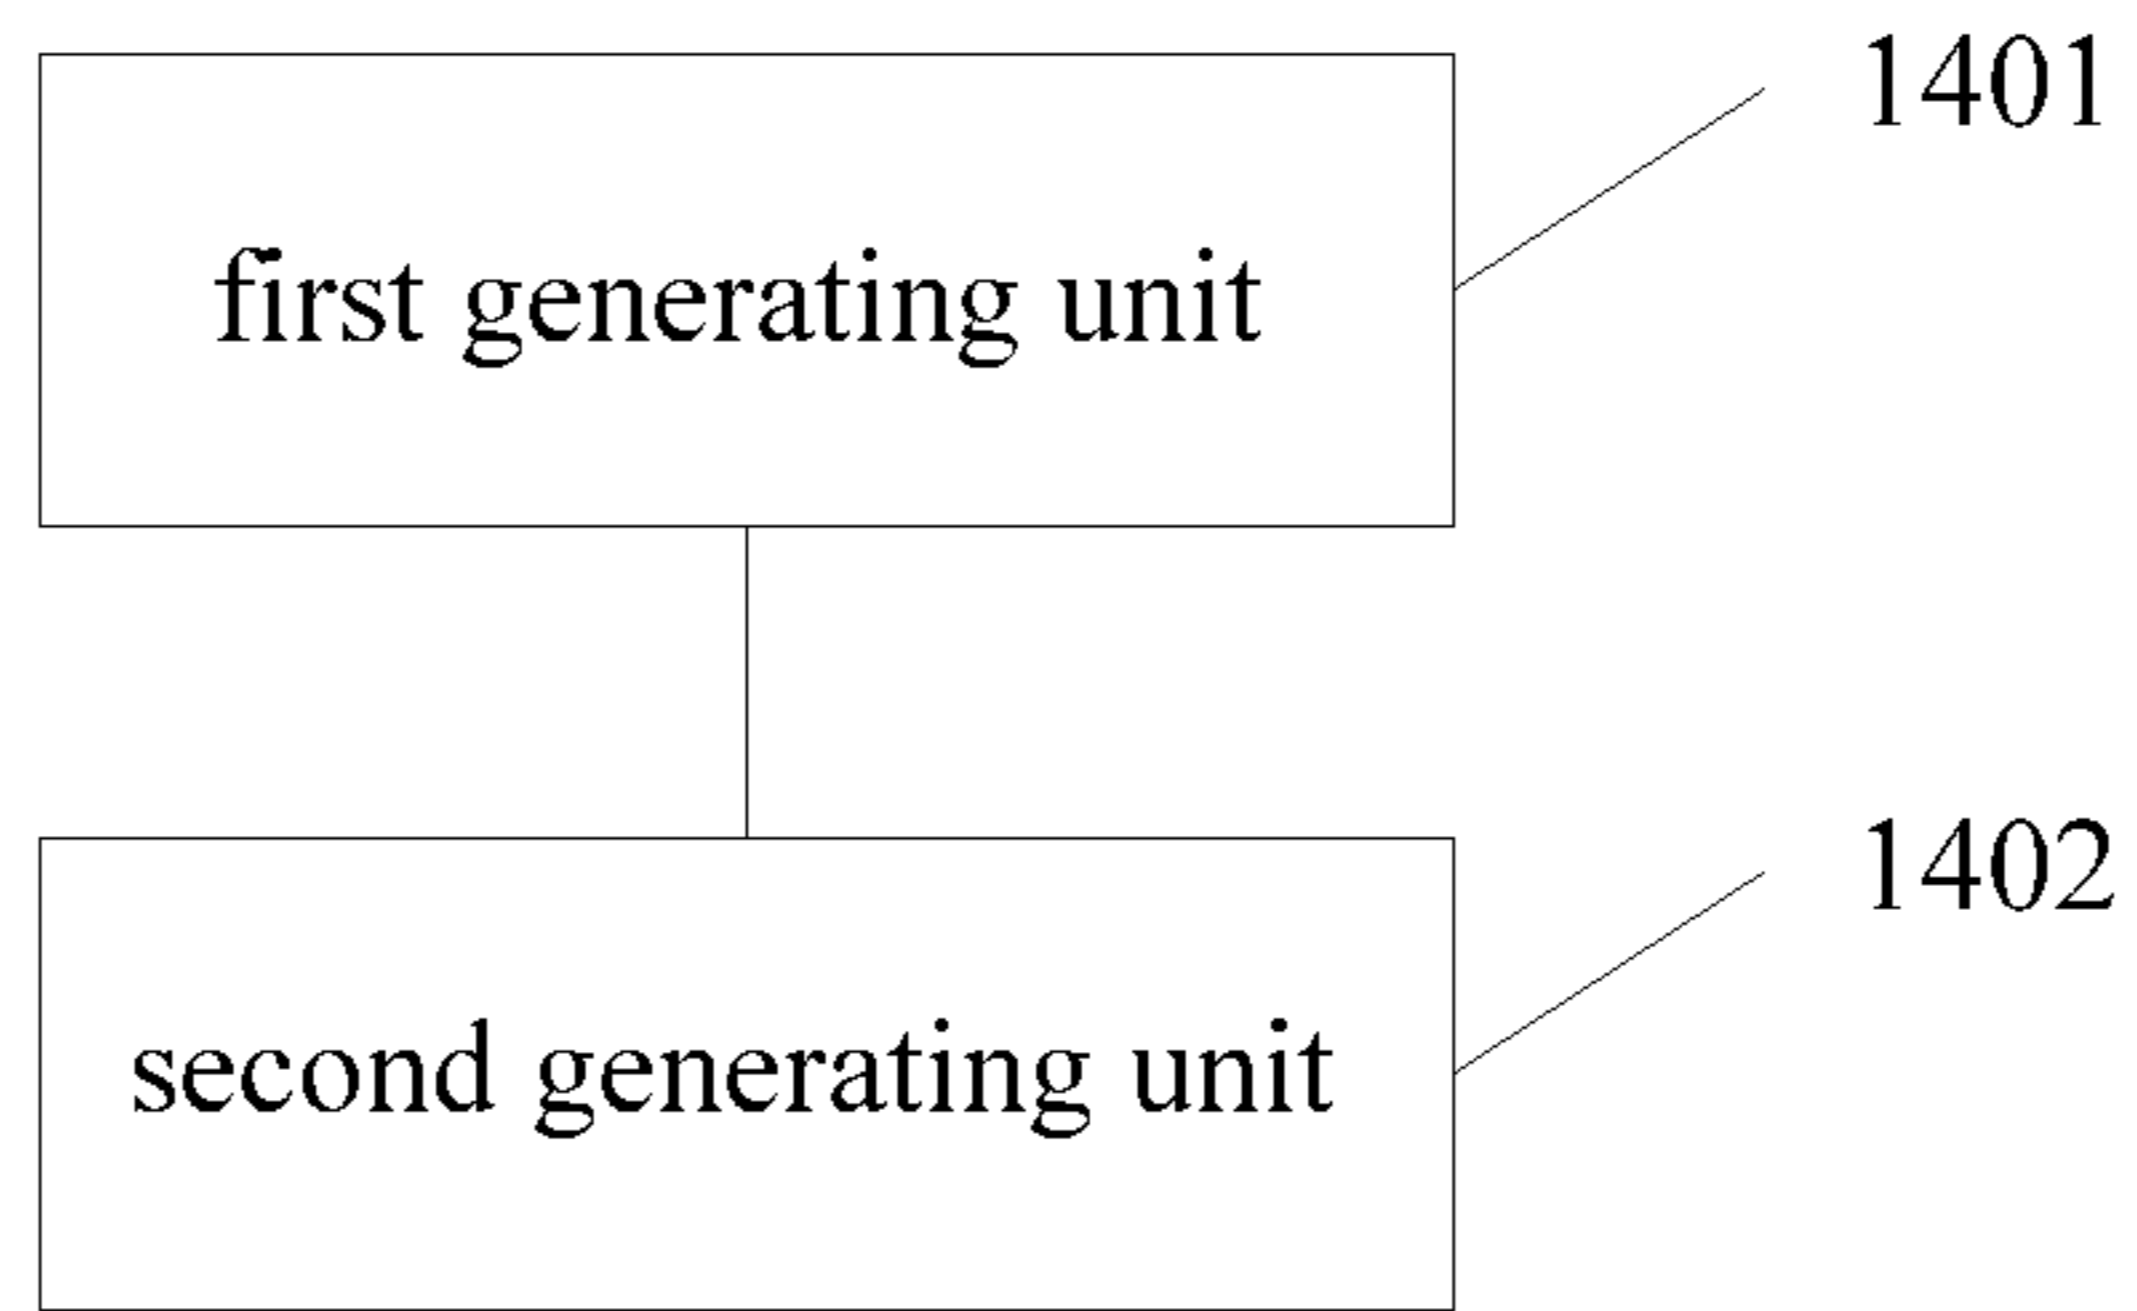 1401
first generating unit
1402
second generating unit